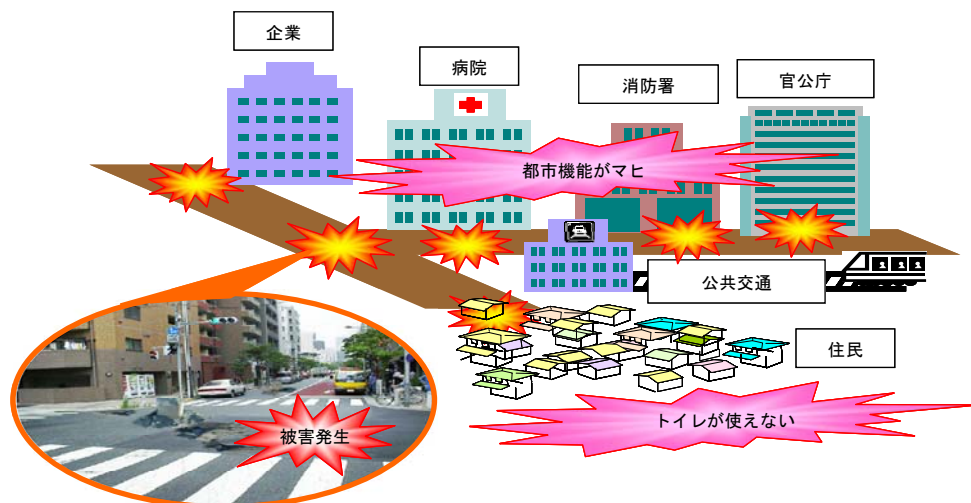 企業
病院
消防署
官公庁
都市機能がマヒ
公共交通
住民
被害発生
トイレが使えない